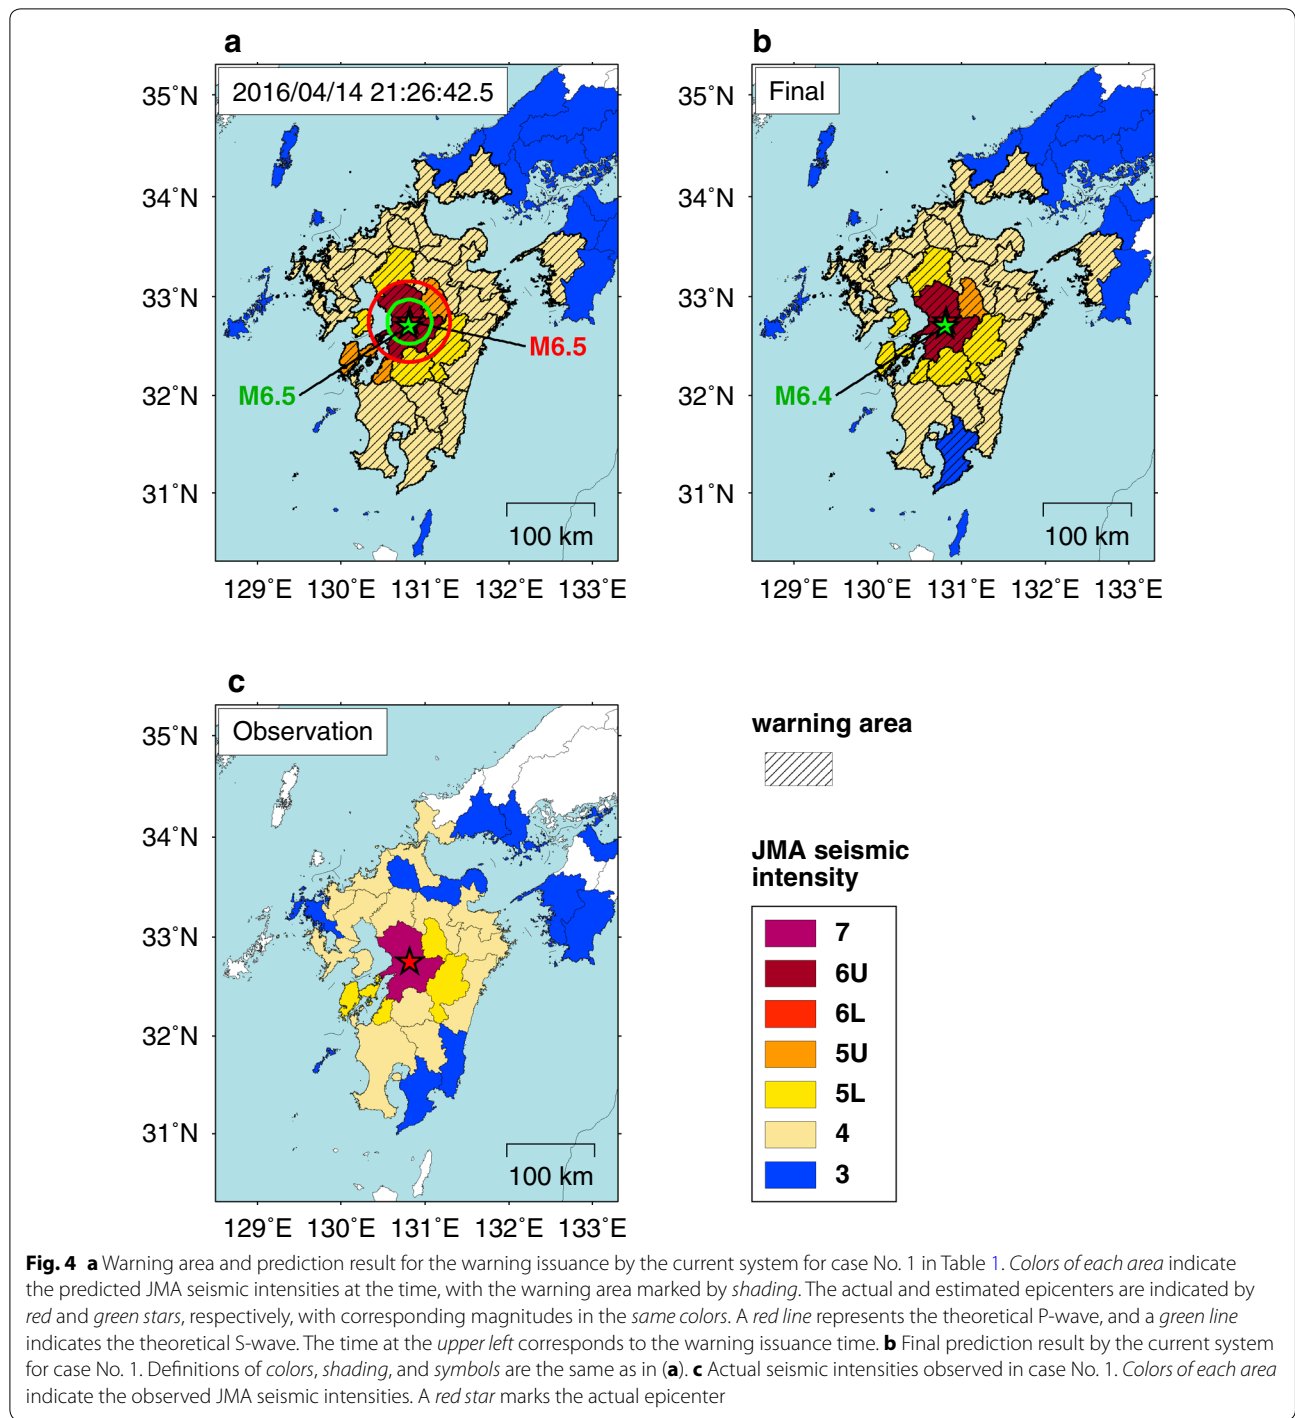 a
2016/04/14 21:26:42.5
35˚N
34˚N
33˚N
32˚N
31˚N
M6.5
M6.5
100 km
129˚E 130˚E 131˚E 132˚E 133˚E
b
Final
35˚N
34˚N
33˚N
32˚N
31˚N
M6.4
100 km
129˚E 130˚E 131˚E 132˚E 133˚E
c
Observation
35˚N
34˚N
33˚N
32˚N
31˚N
100 km
129˚E 130˚E 131˚E 132˚E 133˚E
warning area
JMA seismic
intensity
7
6U
6L
5U
5L
4
3
Fig. 4 a Warning area and prediction result for the warning issuance by the current system for case No. 1 in Table 1. Colors of each area indicate
the predicted JMA seismic intensities at the time, with the warning area marked by shading. The actual and estimated epicenters are indicated by
red and green stars, respectively, with corresponding magnitudes in the same colors. A red line represents the theoretical P-wave, and a green line
indicates the theoretical S-wave. The time at the upper left corresponds to the warning issuance time. b Final prediction result by the current system
for case No. 1. Definitions of colors, shading, and symbols are the same as in (a). c Actual seismic intensities observed in case No. 1. Colors of each area
indicate the observed JMA seismic intensities. A red star marks the actual epicenter